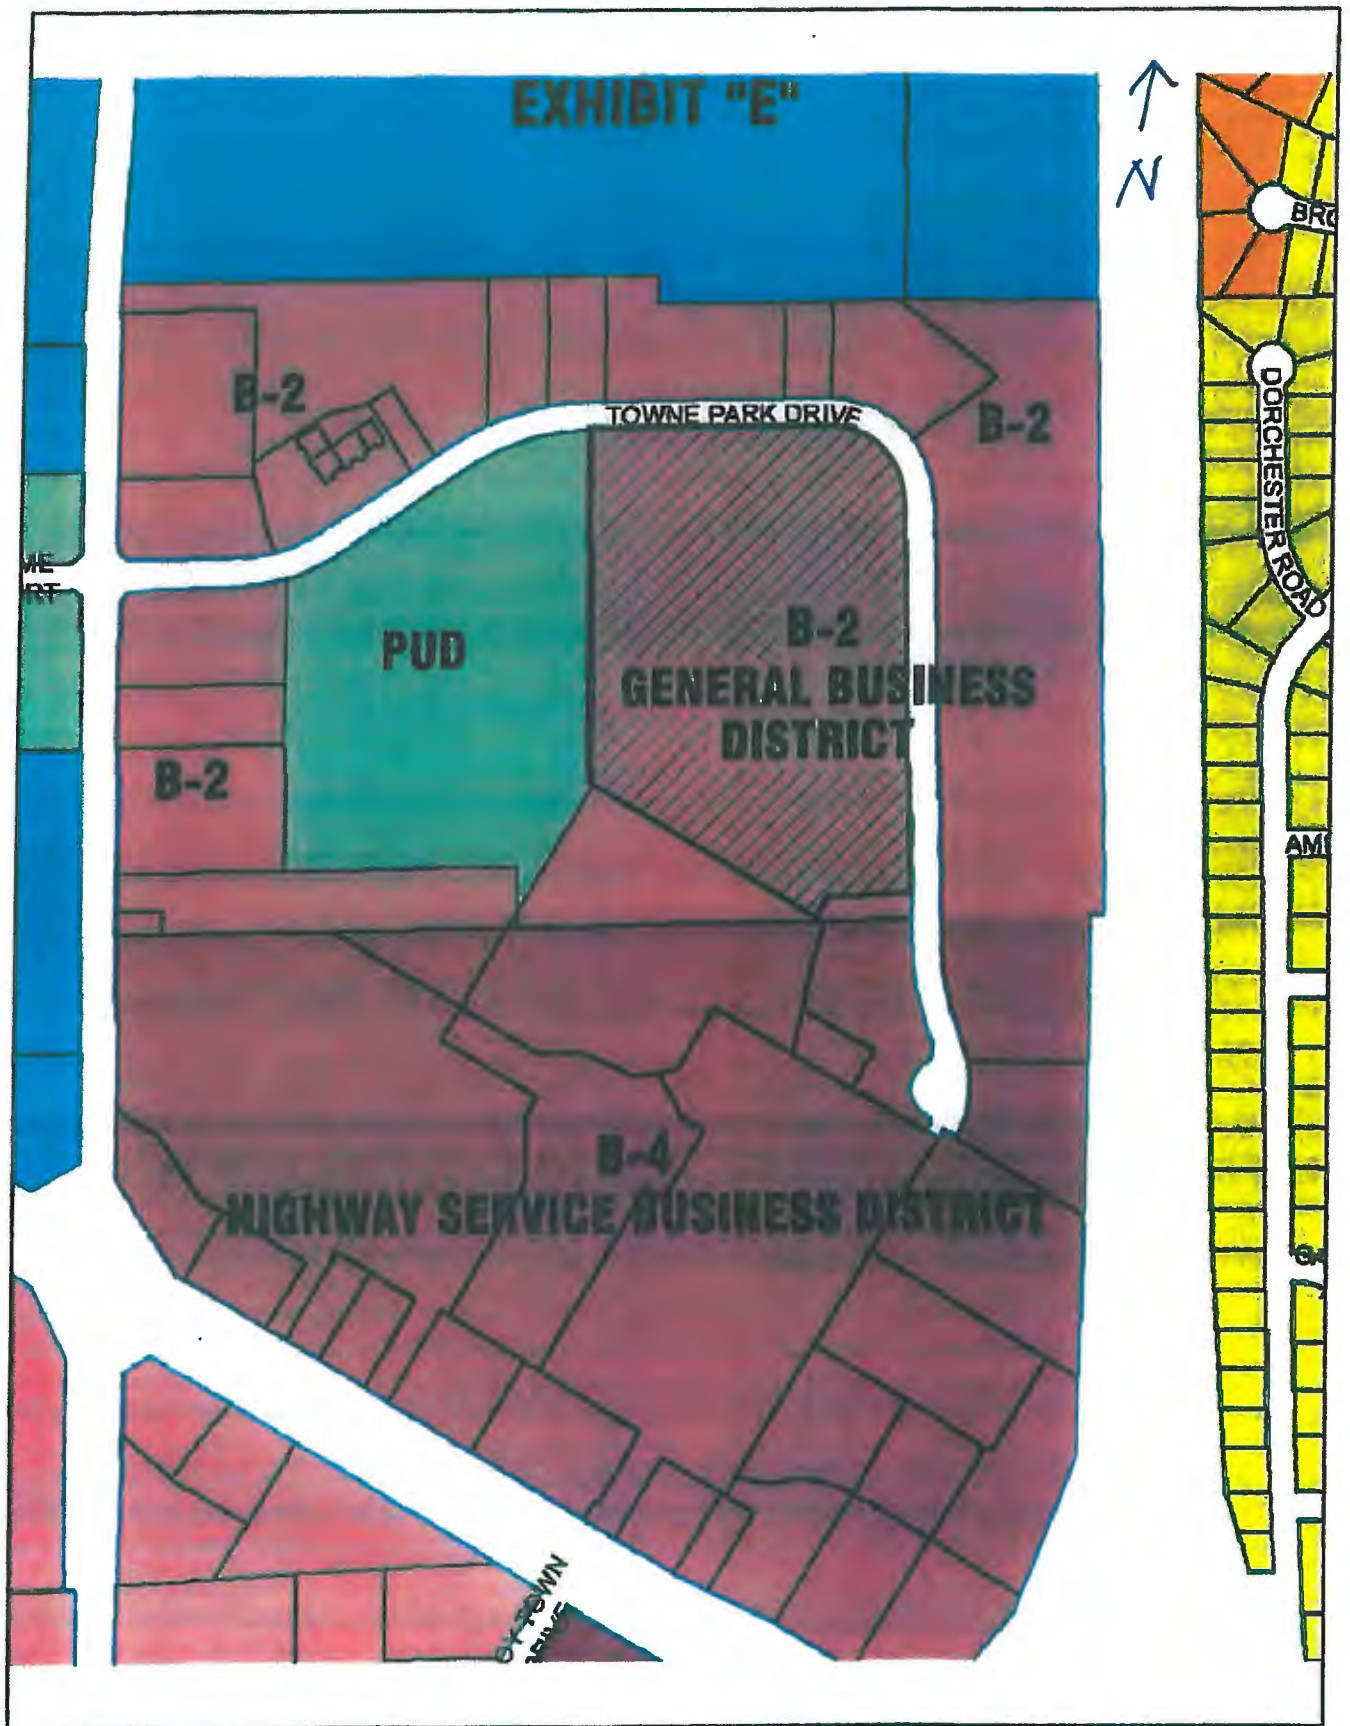 EXHIBIT "E"
N
BRO
B-2
TOWNE PARK DRIVE
B-2
DORCHESTER ROAD
PUD
B-2
GENERAL BUSINESS
DISTRICT
B-2
B-4
HIGHWAY SERVICE BUSINESS DISTRICT